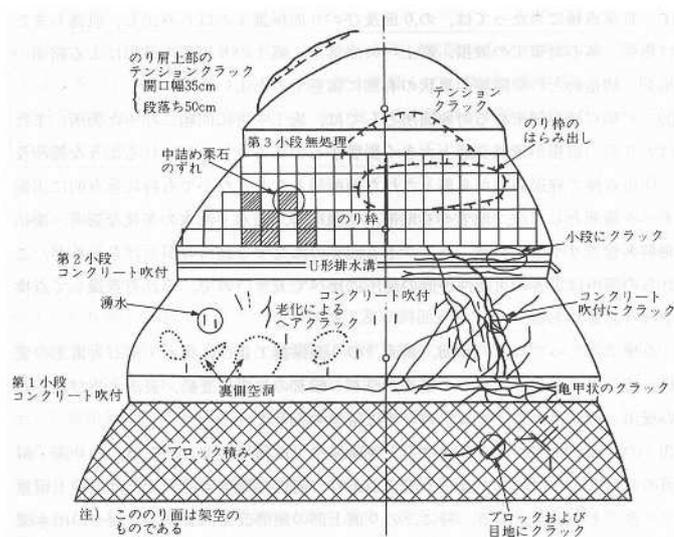 のり肩上部の
テンションクラック
開口幅35cm
段落ち50cm
テンション
クラック
第3小段無処理
のり枠の
はらみ出し
中詰め栗石
のずれ
のり枠
小段にクラック
第2小段
コンクリート吹付
U形排水溝
湧水
コンクリート吹付
老化による
ヘアクラック
コンクリート
吹付にクラック
第1小段
コンクリート吹付
裏側空洞
亀甲状のクラック
ブロック積み
注) こののり面は架空の
ものである
ブロックおよび
目地にクラック